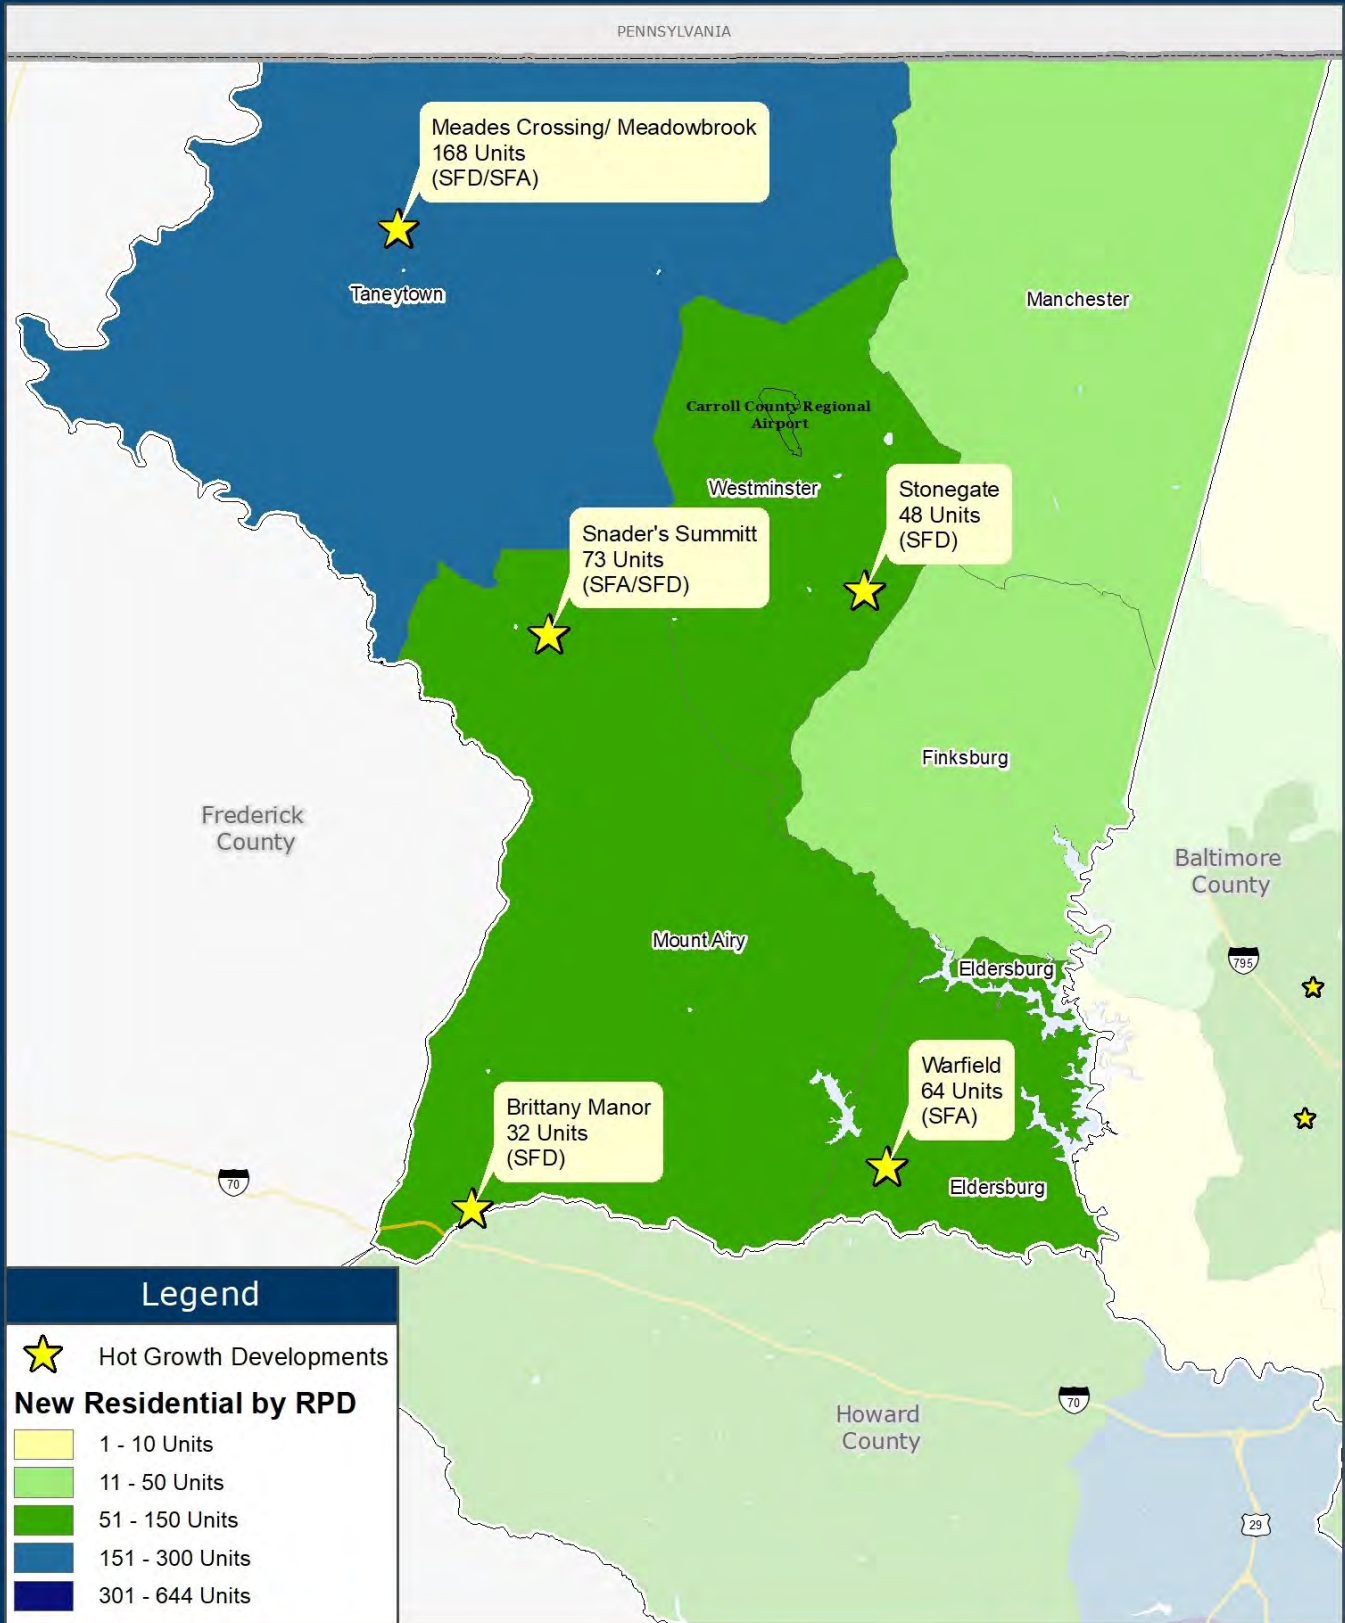 PENNSYLVANIA
Meades Crossing/ Meadowbrook
168 Units
(SFD/SFA)
Taneytown
Manchester
Carroll County Regional
Airport
Westminster
Stonegate
48 Units
(SFD)
Snader's Summitt
73 Units
(SFA/SFD)
Finksburg
Frederick
County
Baltimore
County
Mount Airy
795
Eldersburg
Warfield
64 Units
(SFA)
Brittany Manor
32 Units
(SFD)
70
Eldersburg
Legend
Hot Growth Developments
New Residential by RPD
1 - 10 Units
11 - 50 Units
51 - 150 Units
151 - 300 Units
301 - 644 Units
70
Howard
County
29